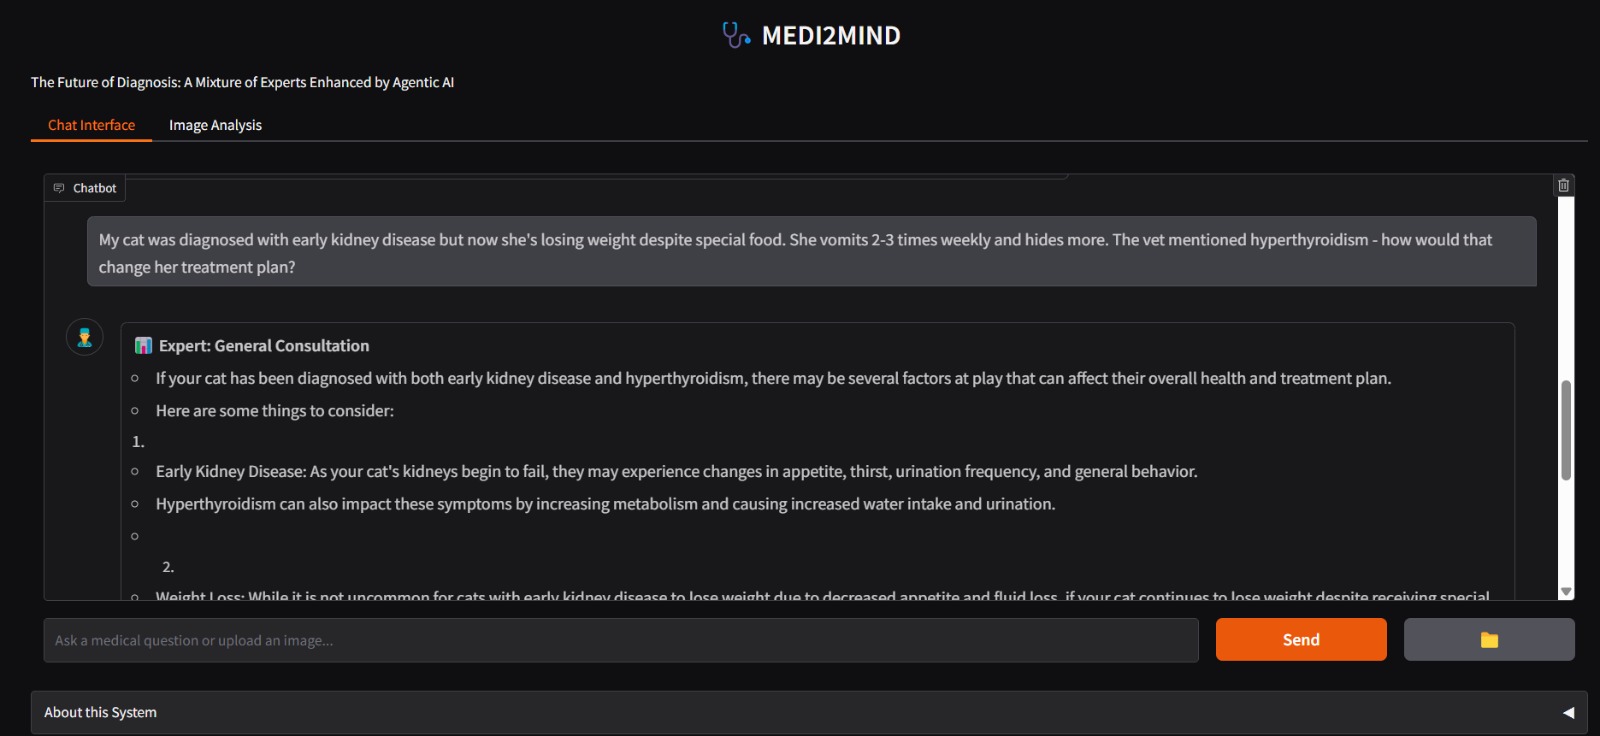 MEDI2MIND
The Future of Diagnosis: A Mixture of Experts Enhanced by Agentic AI
Chat Interface
Image Analysis
Chatbot
My cat was diagnosed with early kidney disease but now she's losing weight despite special food. She vomits 2-3 times weekly and hides more. The vet mentioned hyperthyroidism - how would that
change her treatment plan?
Expert: General Consultation
If your cat has been diagnosed with both early kidney disease and hyperthyroidism, there may be several factors at play that can affect their overall health and treatment plan.
Here are some things to consider:
1.
Early Kidney Disease: As your cat's kidneys begin to fail, they may experience changes in appetite, thirst, urination frequency, and general behavior.
Hyperthyroidism can also impact these symptoms by increasing metabolism and causing increased water intake and urination.
2.
Weight Loss: While it is not uncommon for cats with early kidney disease to lose weight due to decreased appetite and fluid loss, if your cat continues to lose weight despite receiving special
Ask a medical question or upload an image...
Send
About this System